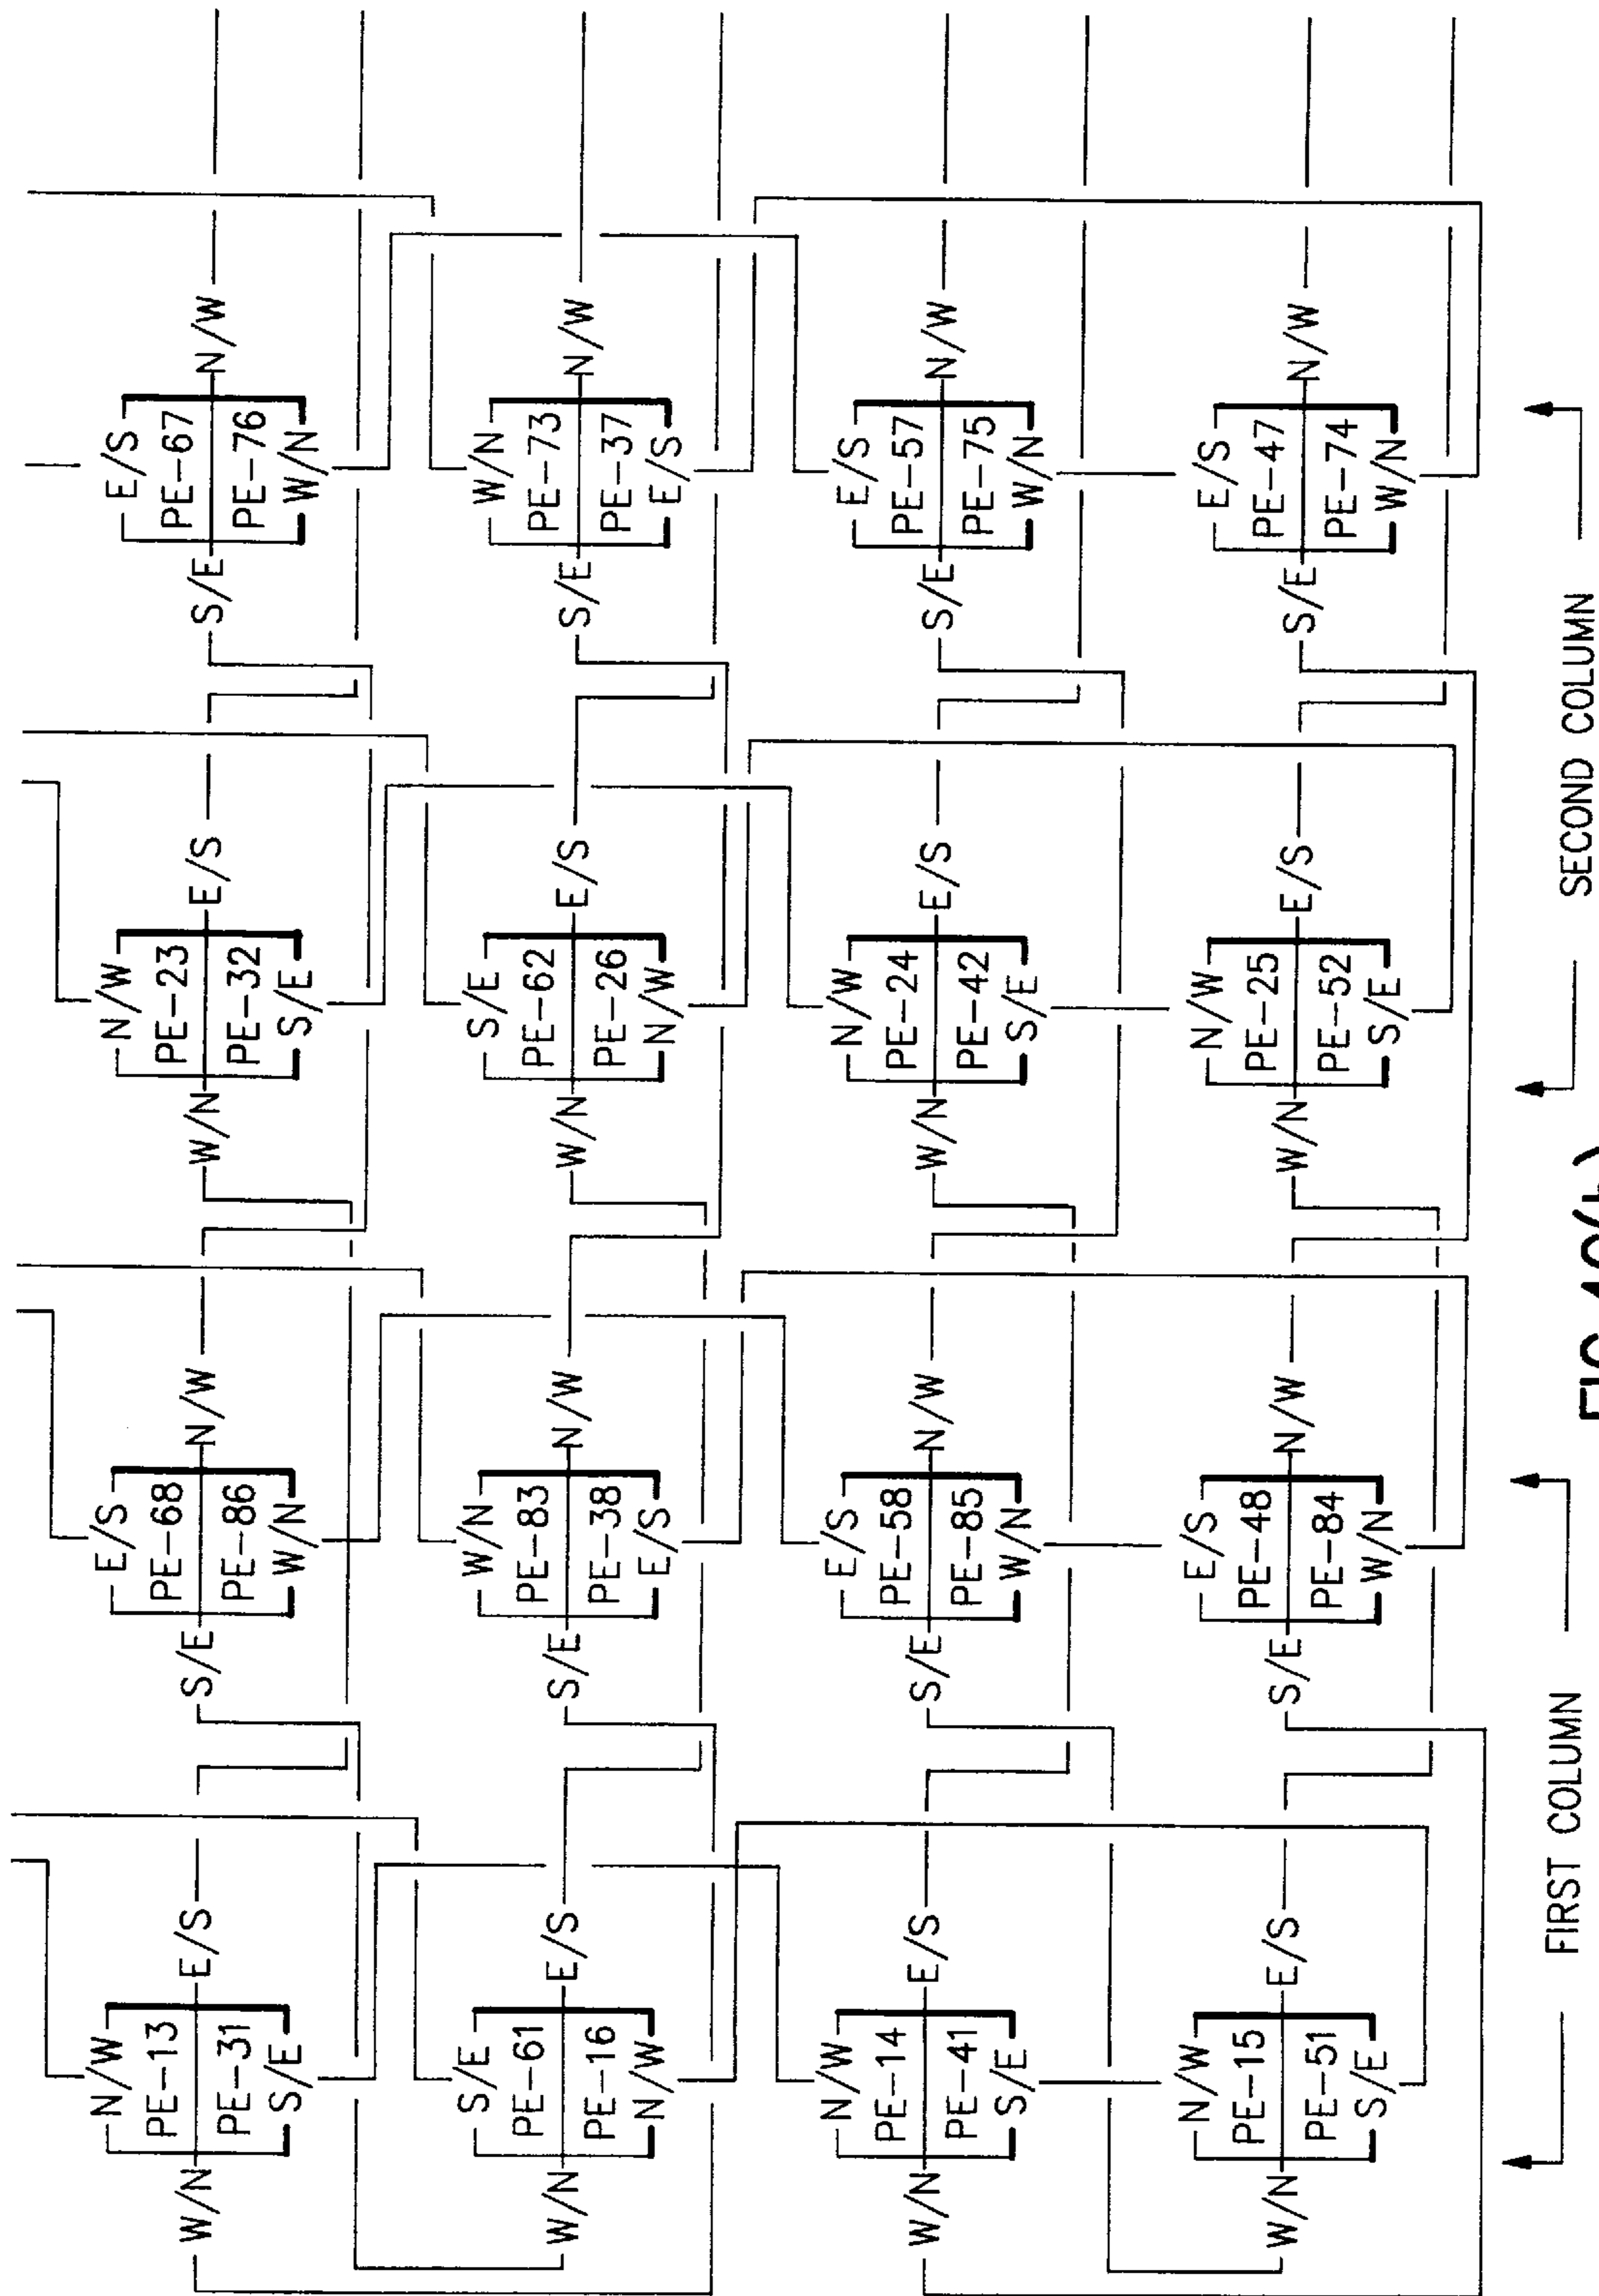 N/W E/S N/W E/S
PE-13 PE-68 PE-23 PE-67
W/N E/S S/E N/W W/N E/S S/E N/W
PE-31 PE-86 PE-32 PE-76
S/E W/N S/E W/N
S/E W/N S/E W/N
PE-61 PE-83 PE-62 PE-73
W/N E/S S/E N/W W/N E/S S/E N/W
PE-16 PE-38 PE-26 PE-37
N/W E/S N/W E/S
N/W E/S N/W E/S
PE-14 PE-58 PE-24 PE-57
W/N E/S S/E N/W W/N E/S S/E N/W
PE-41 PE-85 PE-42 PE-75
S/E W/N S/E W/N
N/W E/S N/W E/S
PE-15 PE-48 PE-25 PE-47
W/N E/S S/E N/W W/N E/S S/E N/W
PE-51 PE-84 PE-52 PE-74
S/E W/N S/E W/N
FIRST COLUMN SECOND COLUMN